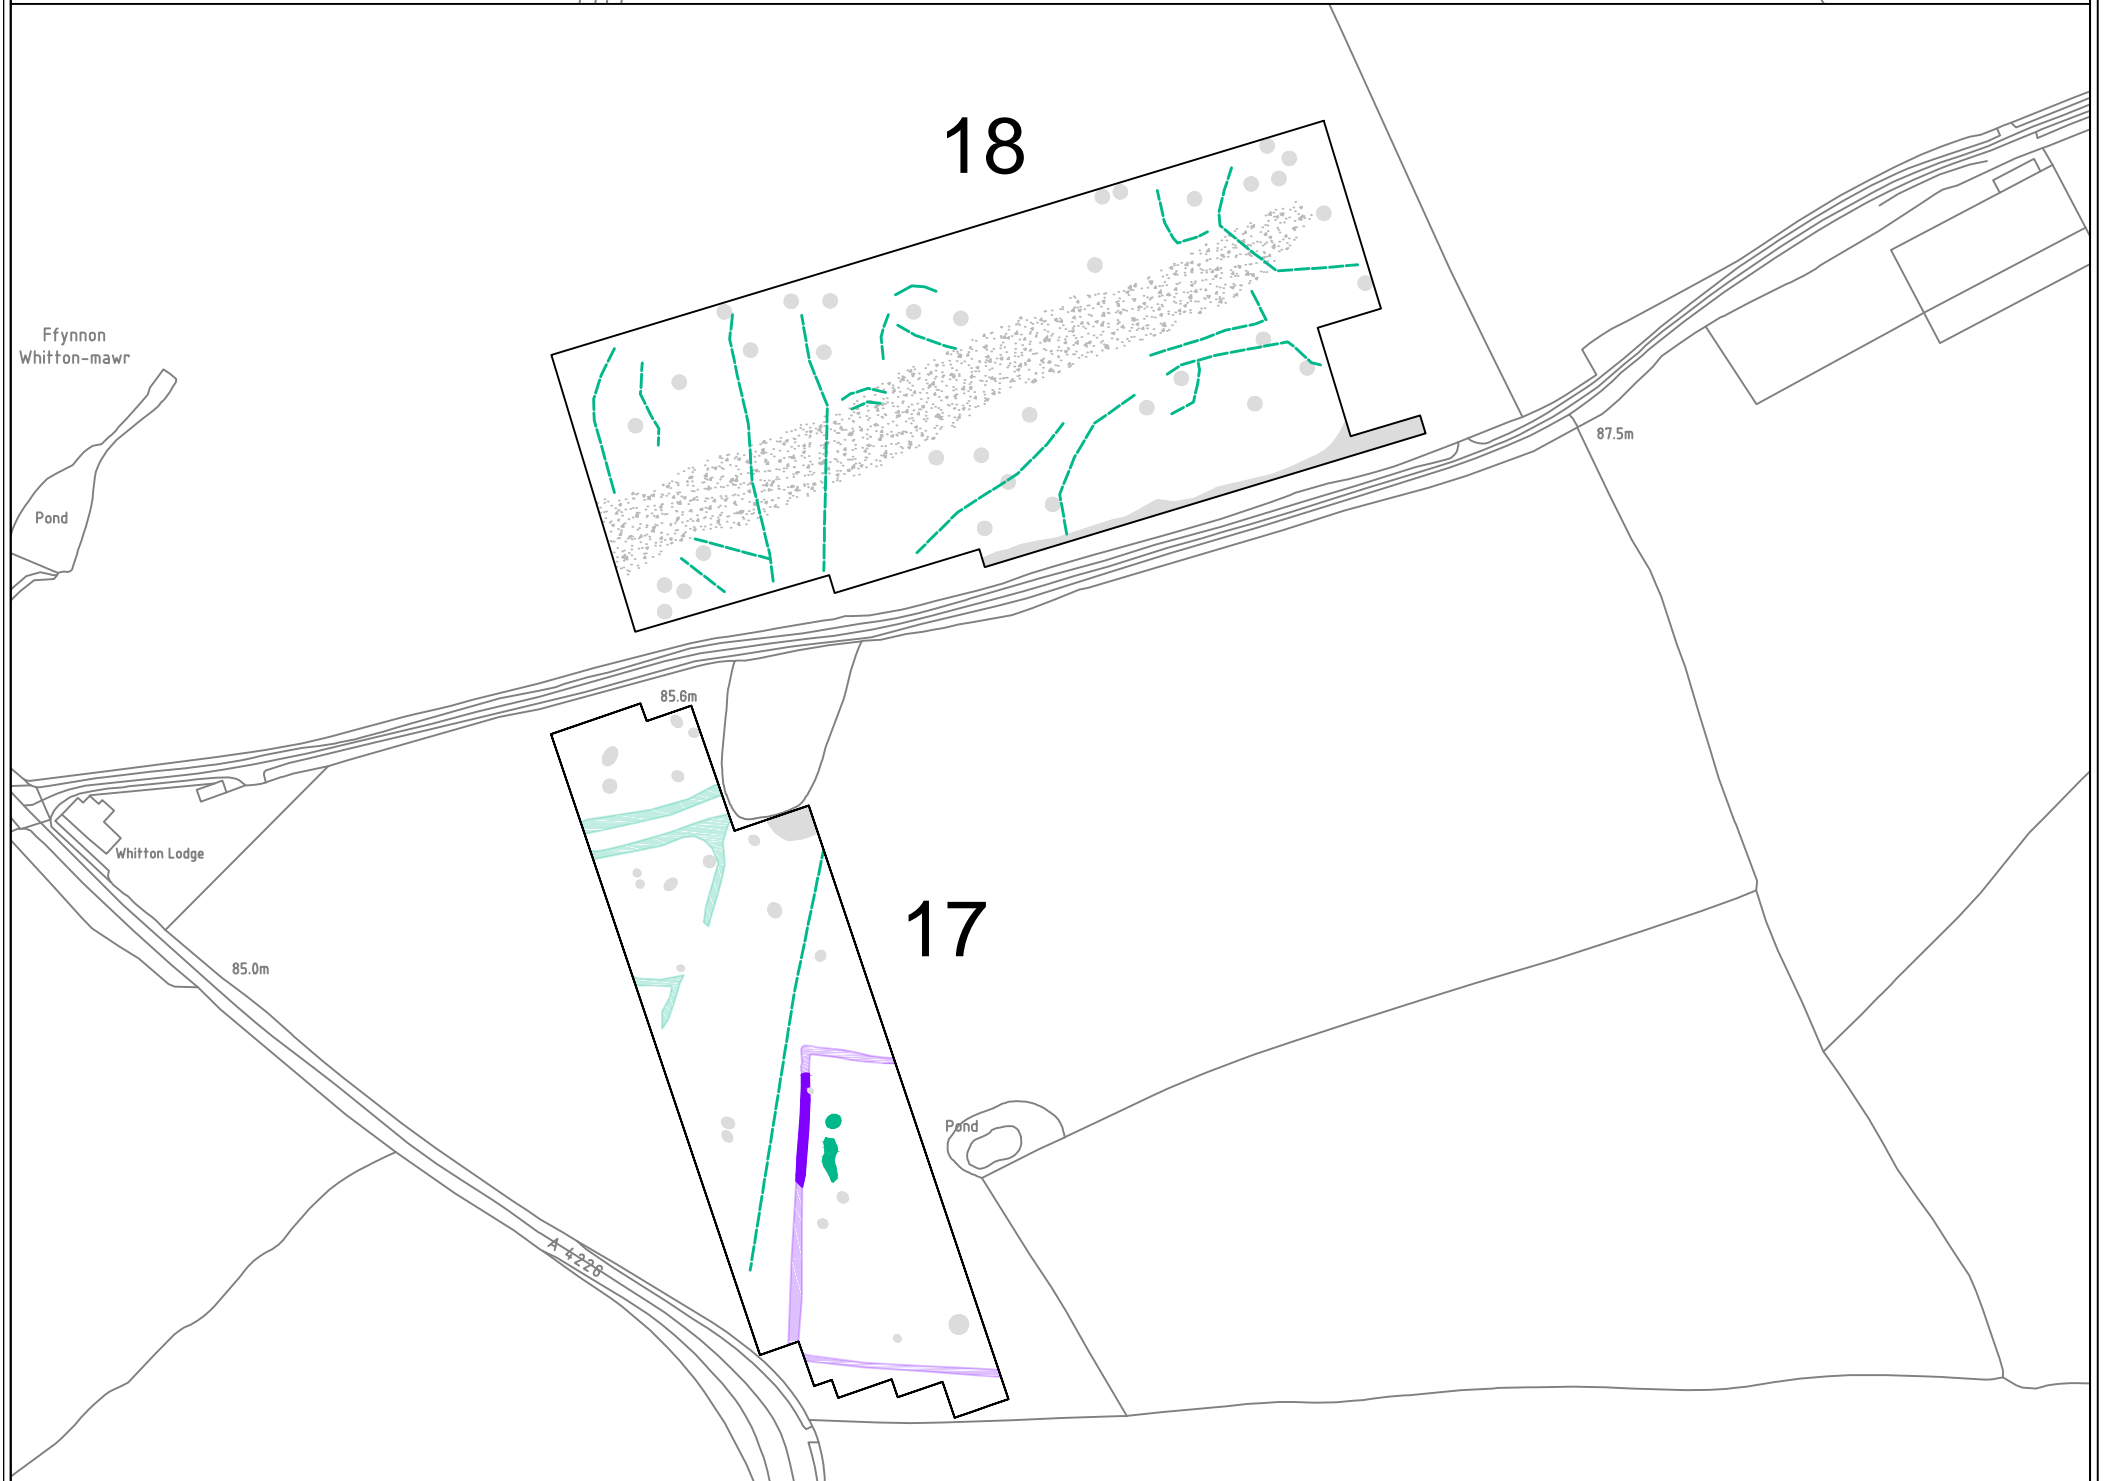 18
Ffynnon
Whitton-mawr
87.5m
Pond
85.6m
Whitton Lodge
17
85.0m
Pond
A 4226